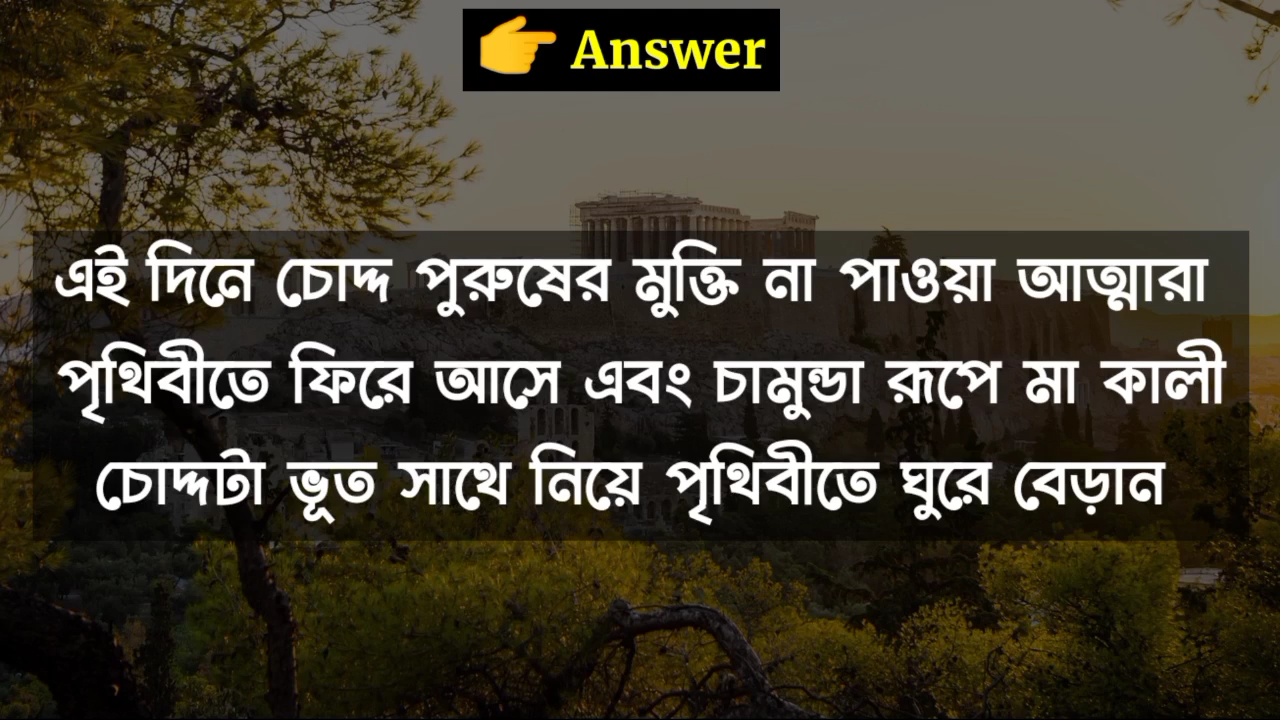 👉 Answer
এই দিনে চোদ্দ পুরুষের মুক্তি না পাওয়া আত্মারা
পৃথিবীতে ফিরে আসে এবং চামুন্ডা রূপে মা কালী
চোদ্দটা ভূত সাথে নিয়ে পৃথিবীতে ঘুরে বেড়ান